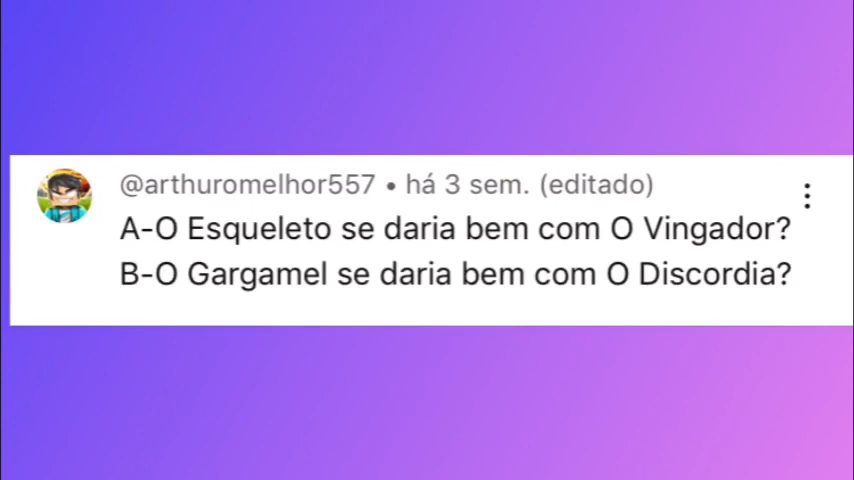 @arthuromelhor557 • há 3 sem. (editado)
A-O Esqueleto se daria bem com O Vingador?
B-O Gargamel se daria bem com O Discordia?